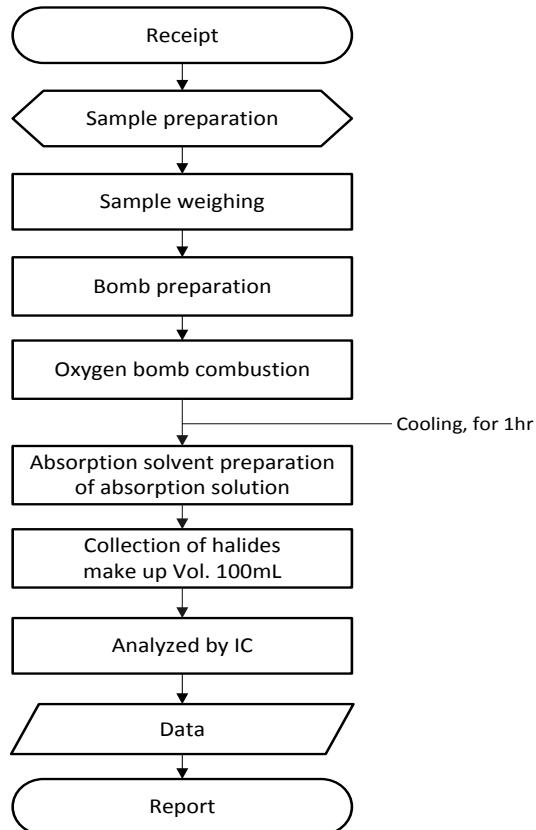 Receipt
Sample preparation
Sample weighing
Bomb preparation
Oxygen bomb combustion
Cooling, for 1hr
Absorption solvent preparation
of absorption solution
Collection of halides
make up Vol. 100mL
Analyzed by IC
Data
Report